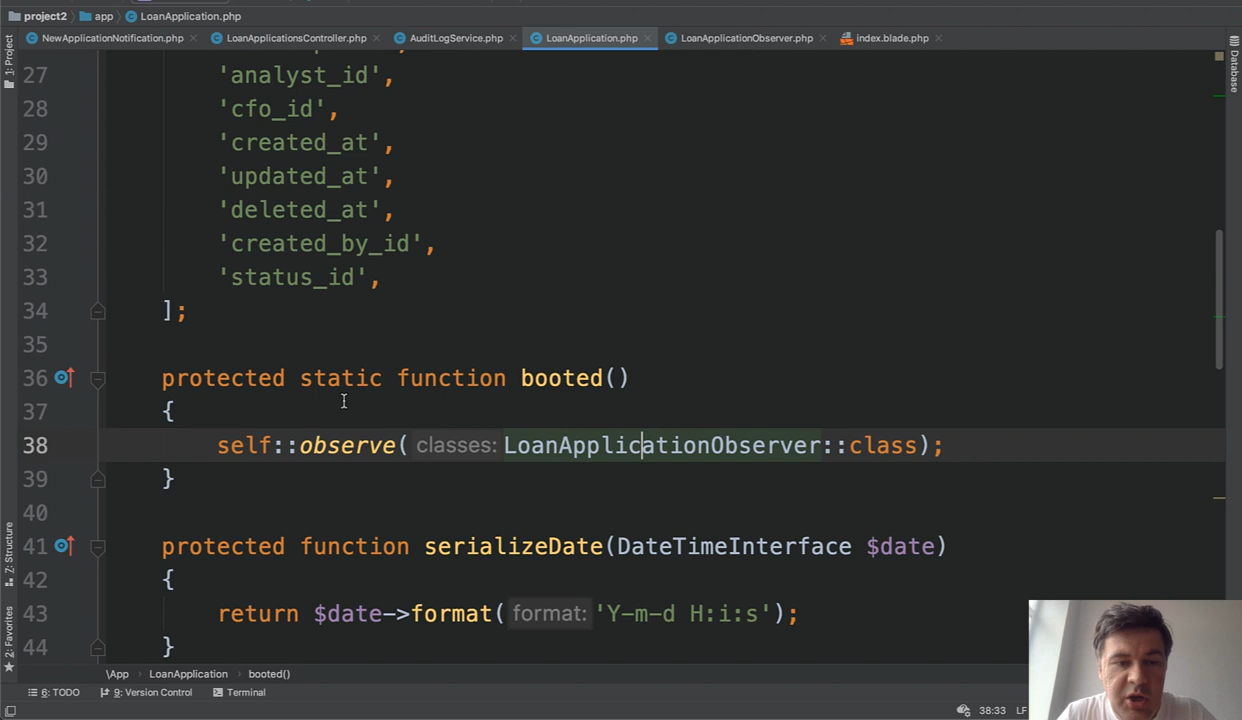 project2 app LoanApplication.php
NewApplicationNotification.php LoanApplicationsController.php AuditLogService.php LoanApplication.php LoanApplicationObserver.php index.blade.php
1: Project
Database
27 'analyst_id',
28 'cfo_id',
29 'created_at',
30 'updated_at',
31 'deleted_at',
32 'created_by_id',
33 'status_id',
34 ];
35
36 protected static function booted()
37 {
38 self::observe( classes: LoanApplicationObserver::class);
39 }
40
41 protected function serializeDate(DateTimeInterface $date)
42 {
43 return $date->format( format: 'Y-m-d H:i:s');
44 }
Z: Structure
2: Favorites
\App LoanApplication booted()
6: TODO 9: Version Control Terminal
38:33 LF